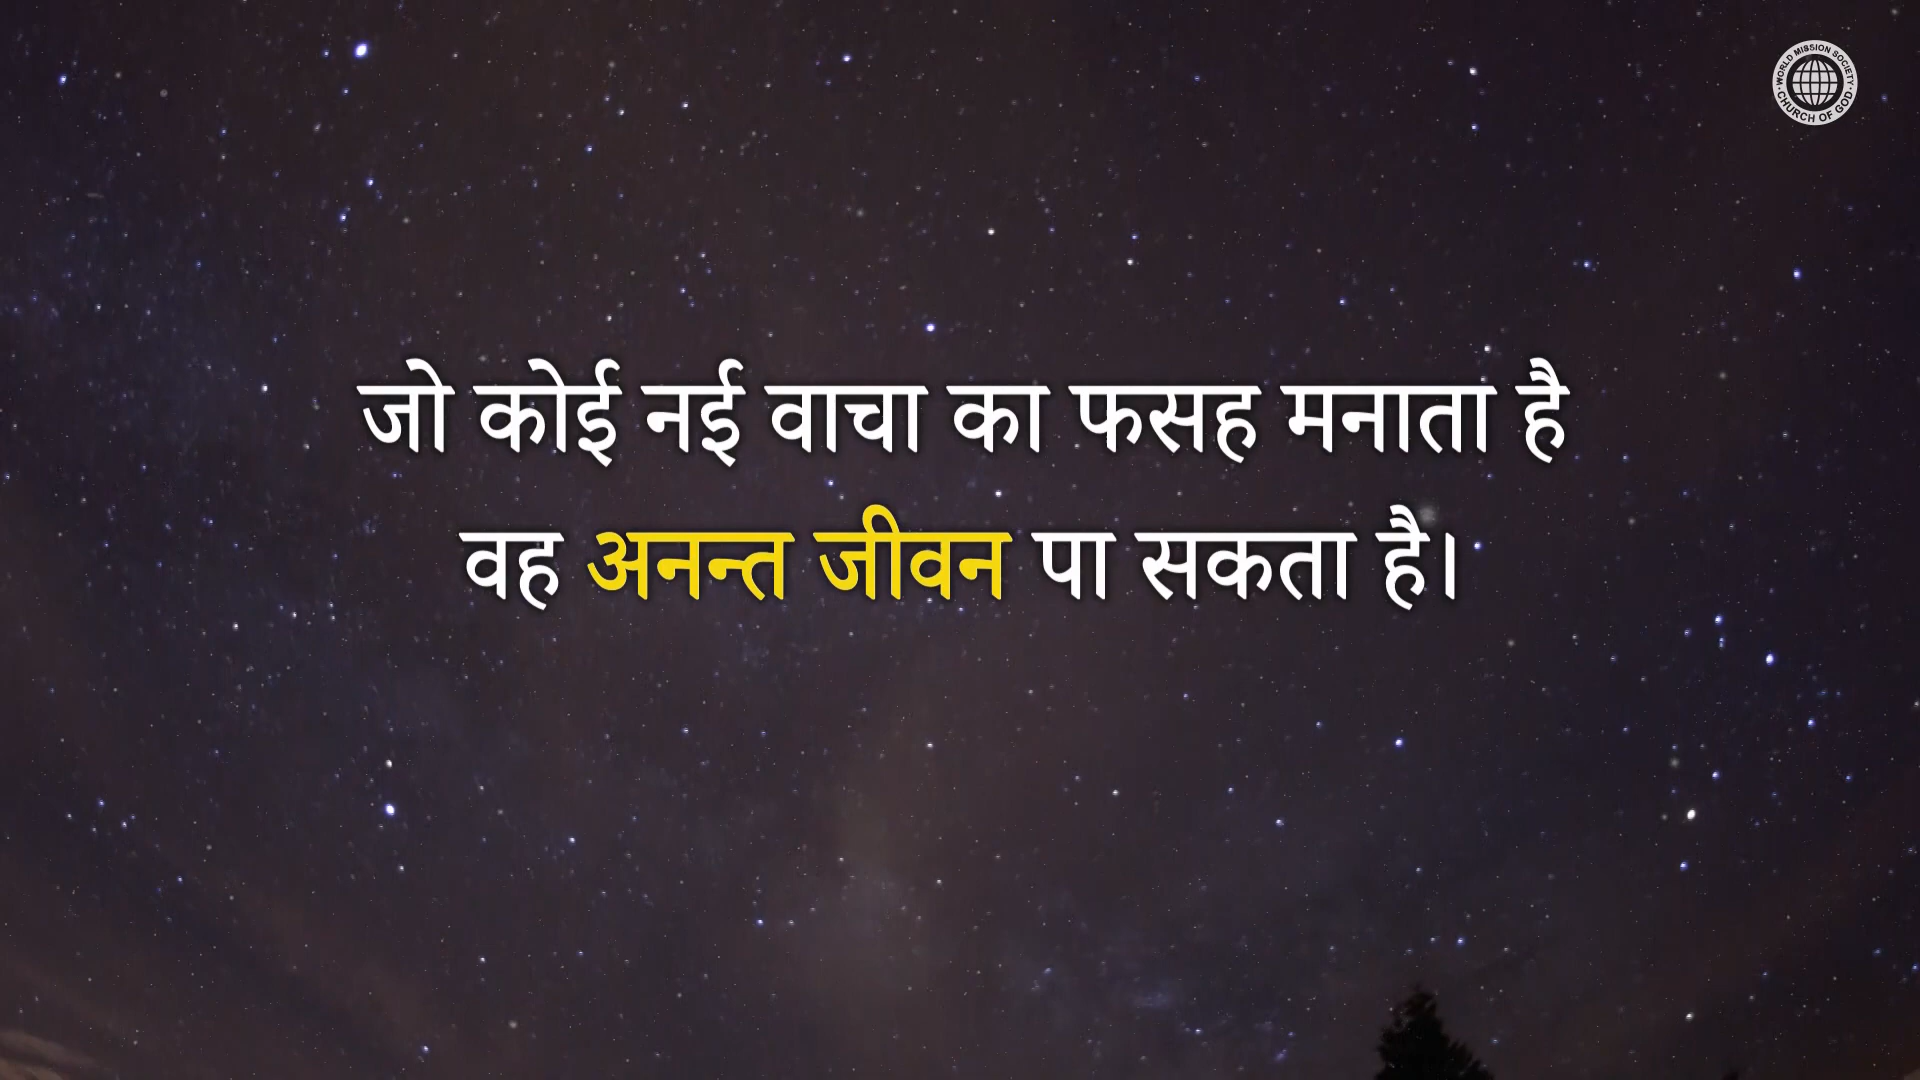 WORLD MISSION SOCIETY
CHURCH OF GOD
जो कोई नई वाचा का फसह मनाता है
वह अनन्त जीवन पा सकता है।